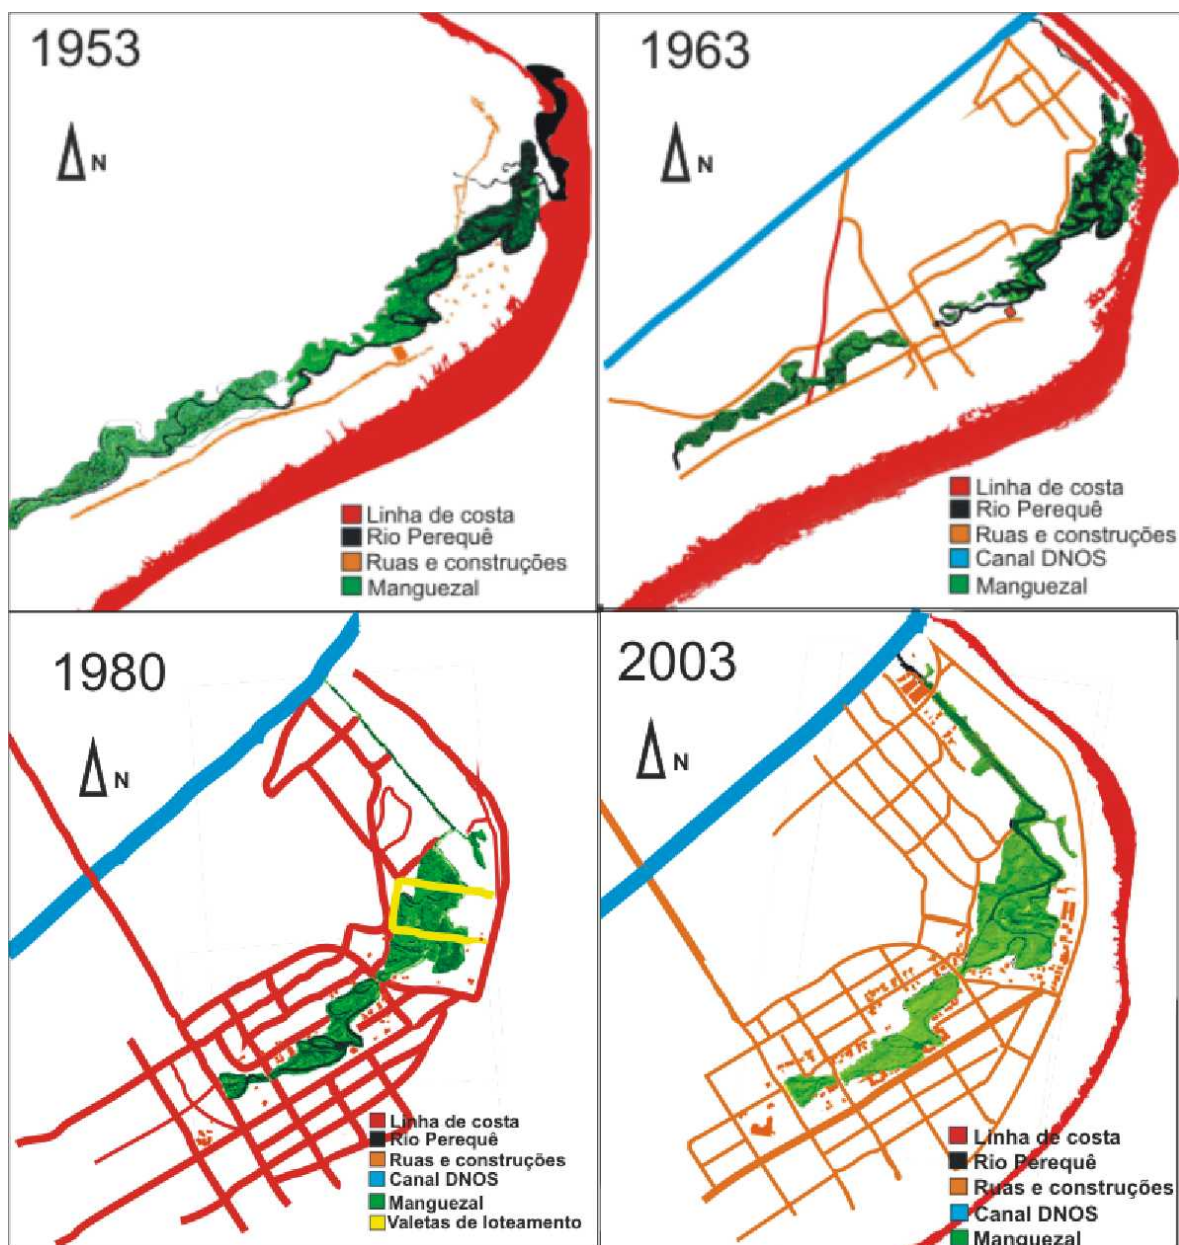 1953
N
Linha de costa
Rio Perequê
Ruas e construções
Manguezal
1963
N
Linha de costa
Rio Perequê
Ruas e construções
Canal DNOS
Manguezal
1980
N
Linha de costa
Rio Perequê
Ruas e construções
Canal DNOS
Manguezal
Valetas de loteamento
2003
N
Linha de costa
Rio Perequê
Ruas e construções
Canal DNOS
Manguezal